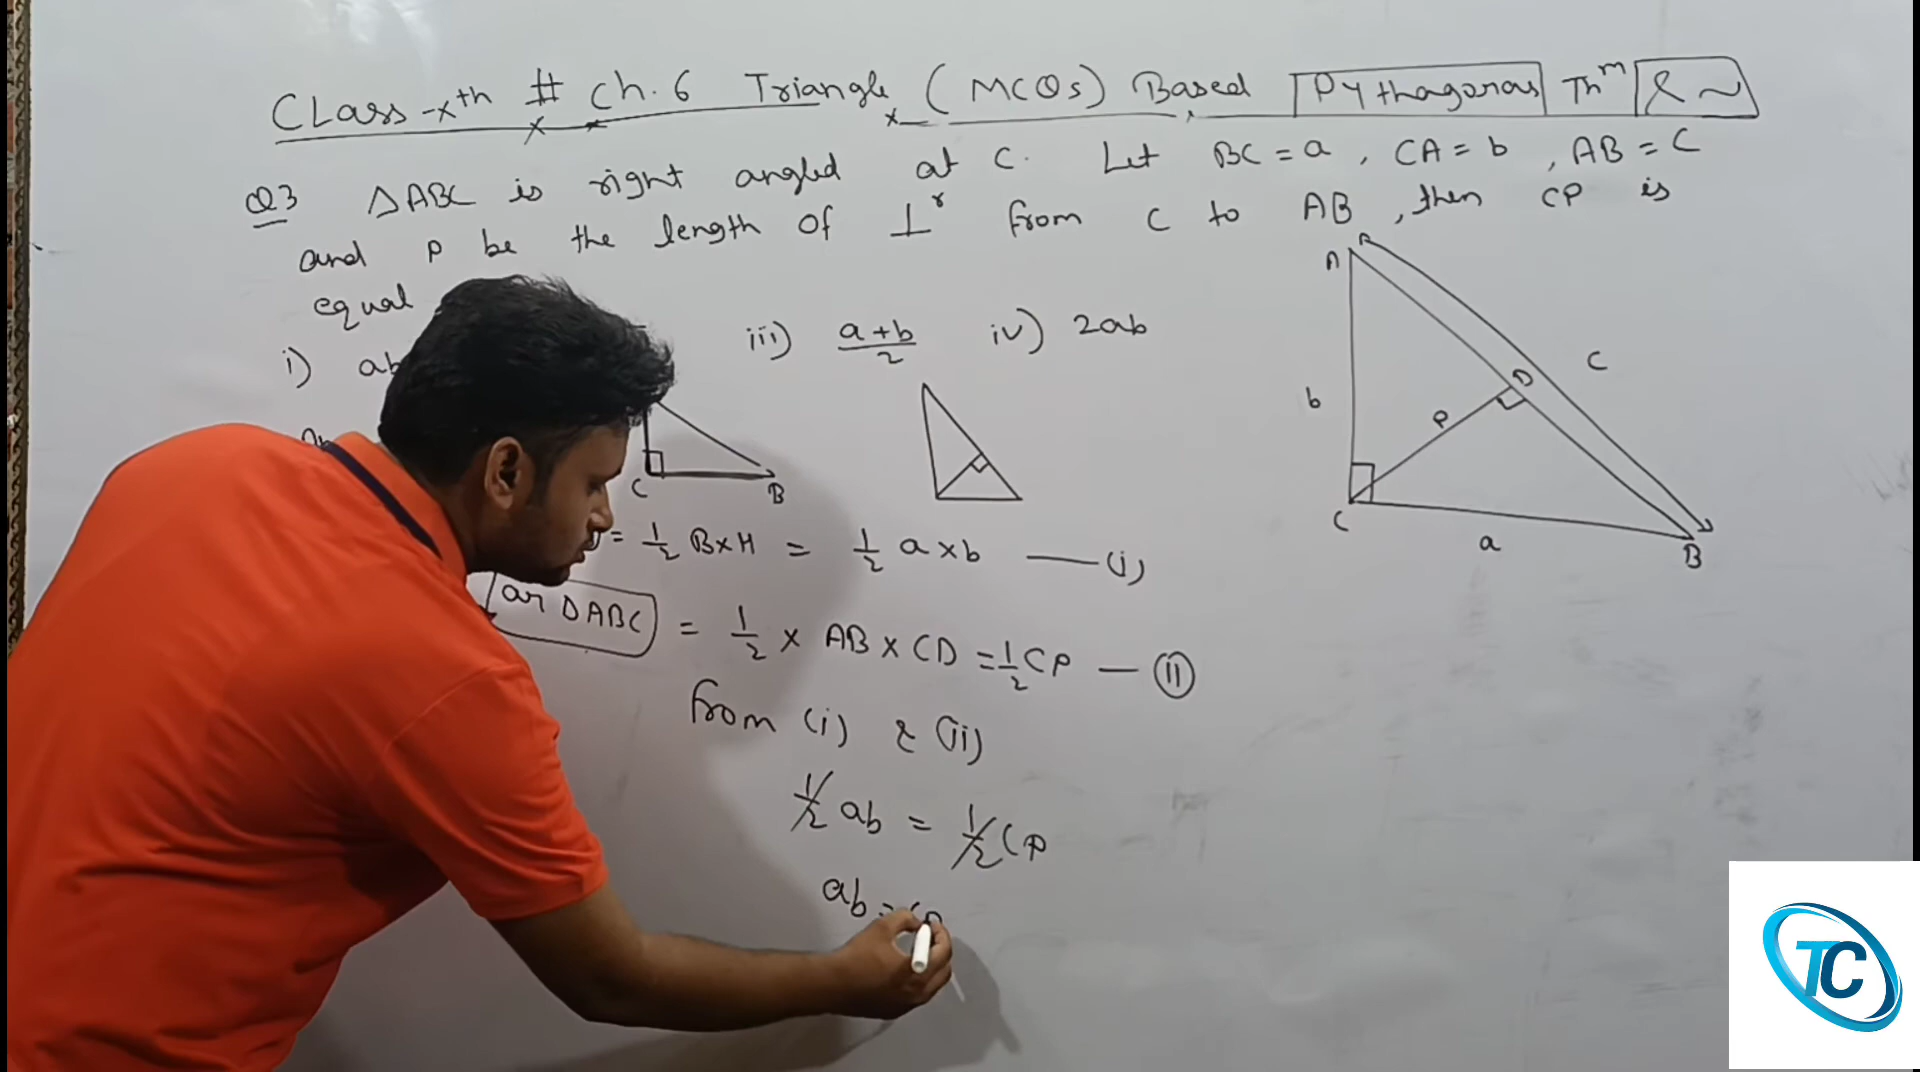 CLass -xth # Ch.6 Triangle (MCQs) Based Pythagoras Thm & ~
Q3 ΔABC is right angled at C. Let BC = a, CA = b, AB = C
and P be the length of ⊥r from C to AB, then CP is
equal
i) ab iii) a+b/2 iv) 2ab
A
D
C
b
P
C
a
B
C B
= 1/2 B×H = 1/2 a×b —(i)
ar ΔABC = 1/2 × AB × CD = 1/2 CP — (ii)
from (i) & (ii)
1/2 ab = 1/2 CP
ab = CP
TC